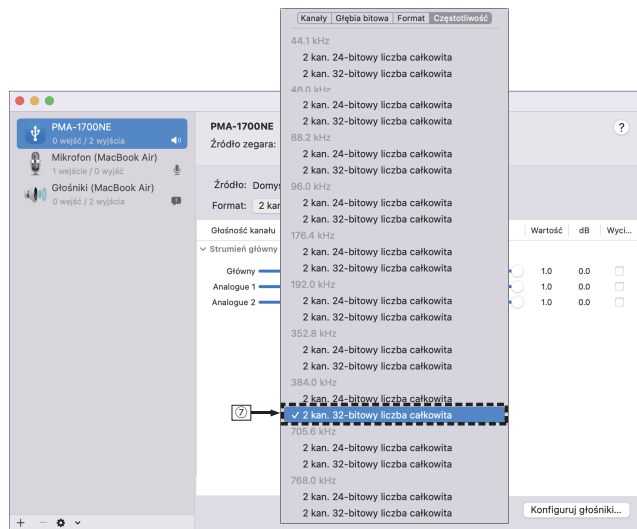 Kanały Głębia bitowa Format Częstotliwość
44.1 kHz
2 kan. 24-bitowy liczba całkowita
2 kan. 32-bitowy liczba całkowita
48.0 kHz
2 kan. 24-bitowy liczba całkowita
2 kan. 32-bitowy liczba całkowita
88.2 kHz
2 kan. 24-bitowy liczba całkowita
2 kan. 32-bitowy liczba całkowita
96.0 kHz
2 kan. 24-bitowy liczba całkowita
2 kan. 32-bitowy liczba całkowita
176.4 kHz
2 kan. 24-bitowy liczba całkowita
2 kan. 32-bitowy liczba całkowita
192.0 kHz
2 kan. 24-bitowy liczba całkowita
2 kan. 32-bitowy liczba całkowita
352.8 kHz
2 kan. 24-bitowy liczba całkowita
2 kan. 32-bitowy liczba całkowita
384.0 kHz
2 kan. 24-bitowy liczba całkowita
⑦ ✓ 2 kan. 32-bitowy liczba całkowita
705.6 kHz
2 kan. 24-bitowy liczba całkowita
2 kan. 32-bitowy liczba całkowita
768.0 kHz
2 kan. 24-bitowy liczba całkowita
2 kan. 32-bitowy liczba całkowita
PMA-1700NE
0 wejść / 2 wyjścia
Mikrofon (MacBook Air)
1 wejście / 0 wyjść
Głośniki (MacBook Air)
0 wejść / 2 wyjścia
PMA-1700NE ?
Źródło zegara:
Źródło: Domyś
Format: 2 kan
Głośność kanału Wartość dB Wyci...
Strumień główny
Główny 1.0 0.0
Analogue 1 1.0 0.0
Analogue 2 1.0 0.0
Konfiguruj głośniki...